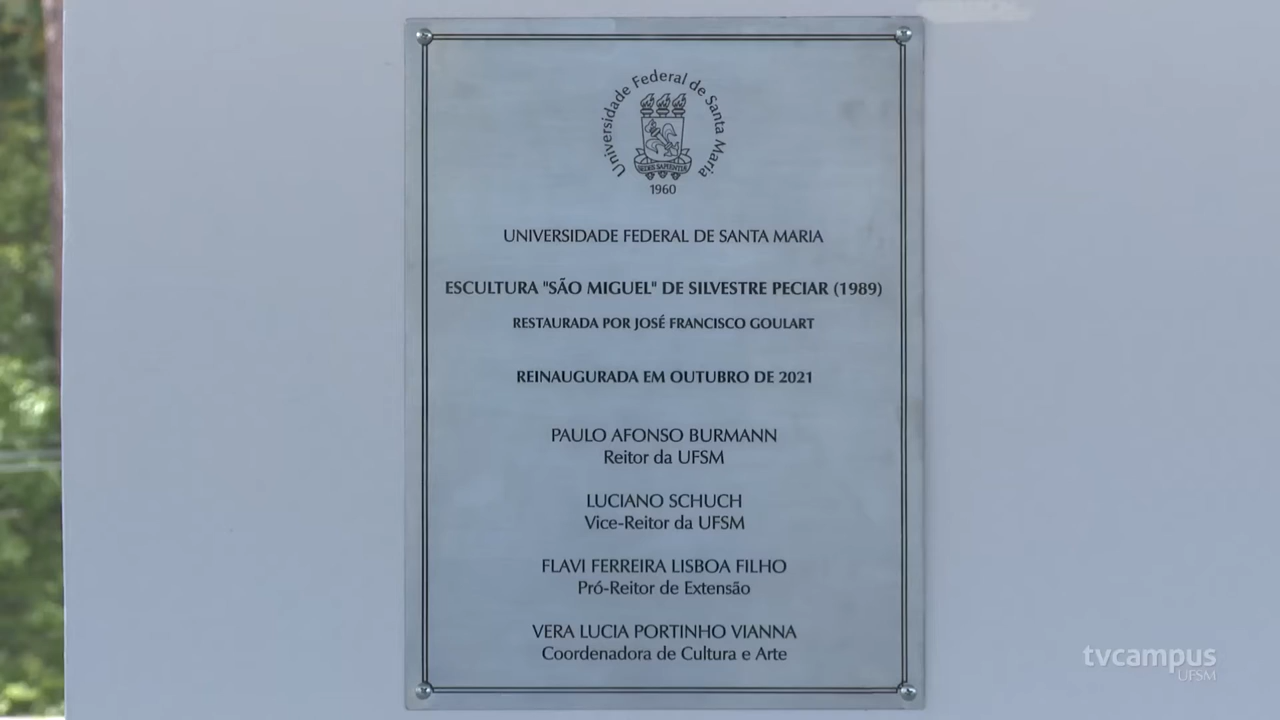 Universidade Federal de Santa Maria
SEDES SAPIENTIA
1960
UNIVERSIDADE FEDERAL DE SANTA MARIA
ESCULTURA "SÃO MIGUEL" DE SILVESTRE PECIAR (1989)
RESTAURADA POR JOSÉ FRANCISCO GOULART
REINAUGURADA EM OUTUBRO DE 2021
PAULO AFONSO BURMANN
Reitor da UFSM
LUCIANO SCHUCH
Vice-Reitor da UFSM
FLAVI FERREIRA LISBOA FILHO
Pró-Reitor de Extensão
VERA LUCIA PORTINHO VIANNA
Coordenadora de Cultura e Arte
tvcampus
UFSM